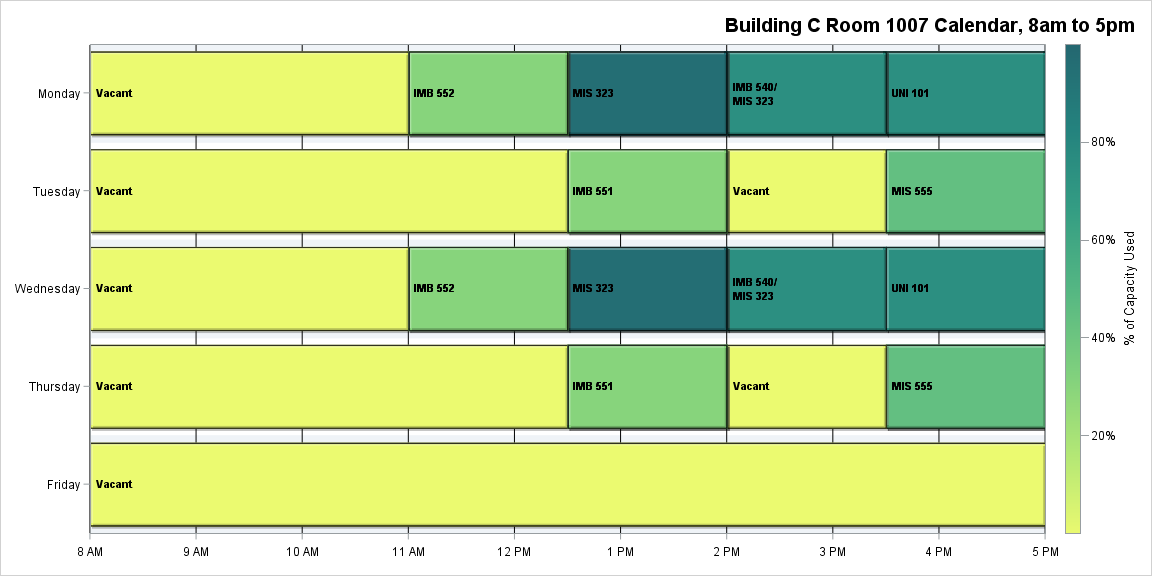 Building C Room 1007 Calendar, 8am to 5pm
Monday
Vacant
IMB 552
MIS 323
IMB 540/
MIS 323
UNI 101
Tuesday
Vacant
IMB 551
Vacant
MIS 555
Wednesday
Vacant
IMB 552
MIS 323
IMB 540/
MIS 323
UNI 101
Thursday
Vacant
IMB 551
Vacant
MIS 555
Friday
Vacant
8 AM
9 AM
10 AM
11 AM
12 PM
1 PM
2 PM
3 PM
4 PM
5 PM
80%
60%
40%
20%
% of Capacity Used